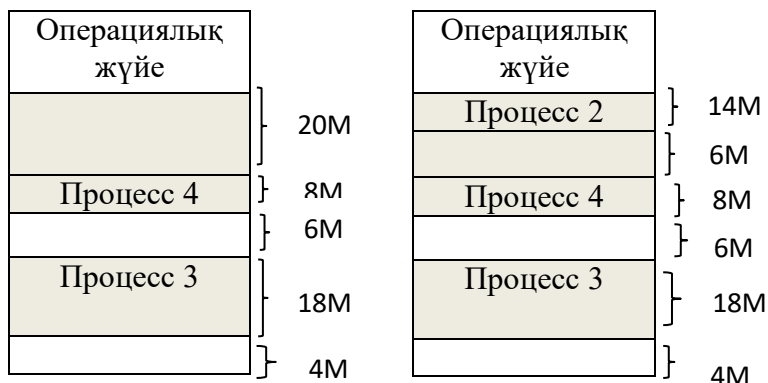 Операциялық
жүйе
20М
Процесс 4
8М
6М
Процесс 3
18М
4М
Операциялық
жүйе
Процесс 2
14М
6М
Процесс 4
8М
6М
Процесс 3
18М
4М